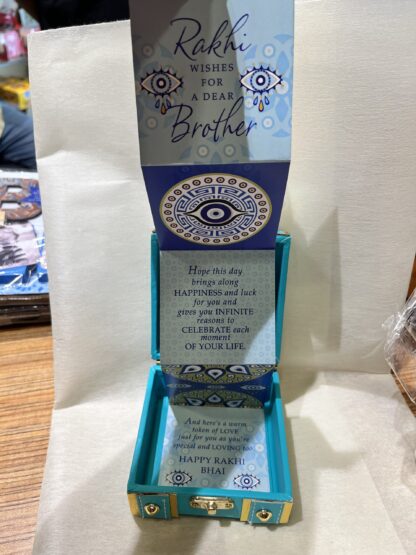 Rakhi
WISHES
FOR
A DEAR
Brother
Hope this day
brings along
HAPPINESS and luck
for you and
gives you INFINITE
reasons to
CELEBRATE each
moment
OF YOUR LIFE.
And here's a warm
token of LOVE
just for you as you're
special and LOVING too
HAPPY RAKHI
BHAI